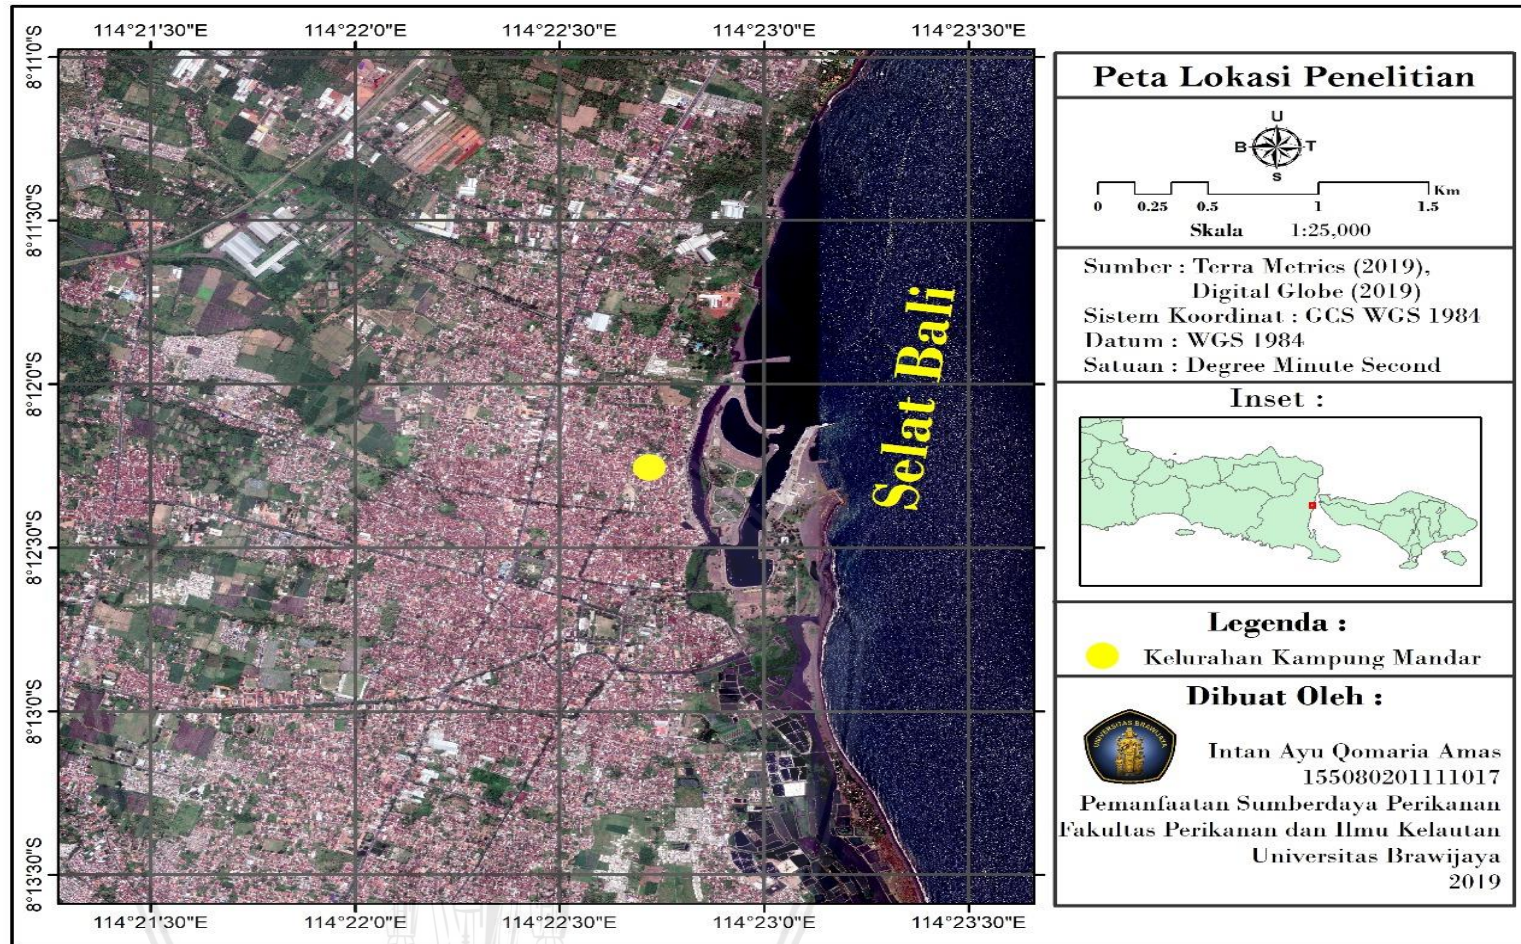 114°21'30"E 114°22'0"E 114°22'30"E 114°23'0"E 114°23'30"E
8°11'0"S
8°11'30"S
8°12'0"S
8°12'30"S
8°13'0"S
8°13'30"S
Selat Bali
114°21'30"E 114°22'0"E 114°22'30"E 114°23'0"E 114°23'30"E
Peta Lokasi Penelitian
U
B T
S
Km
0 0.25 0.5 1 1.5
Skala 1:25,000
Sumber : Terra Metrics (2019),
Digital Globe (2019)
Sistem Koordinat : GCS WGS 1984
Datum : WGS 1984
Satuan : Degree Minute Second
Inset :
Legenda :
Kelurahan Kampung Mandar
Dibuat Oleh :
UNIVERSITAS BRAWIJAYA
Intan Ayu Qomaria Amas
155080201111017
Pemanfaatan Sumberdaya Perikanan
Fakultas Perikanan dan Ilmu Kelautan
Universitas Brawijaya
2019